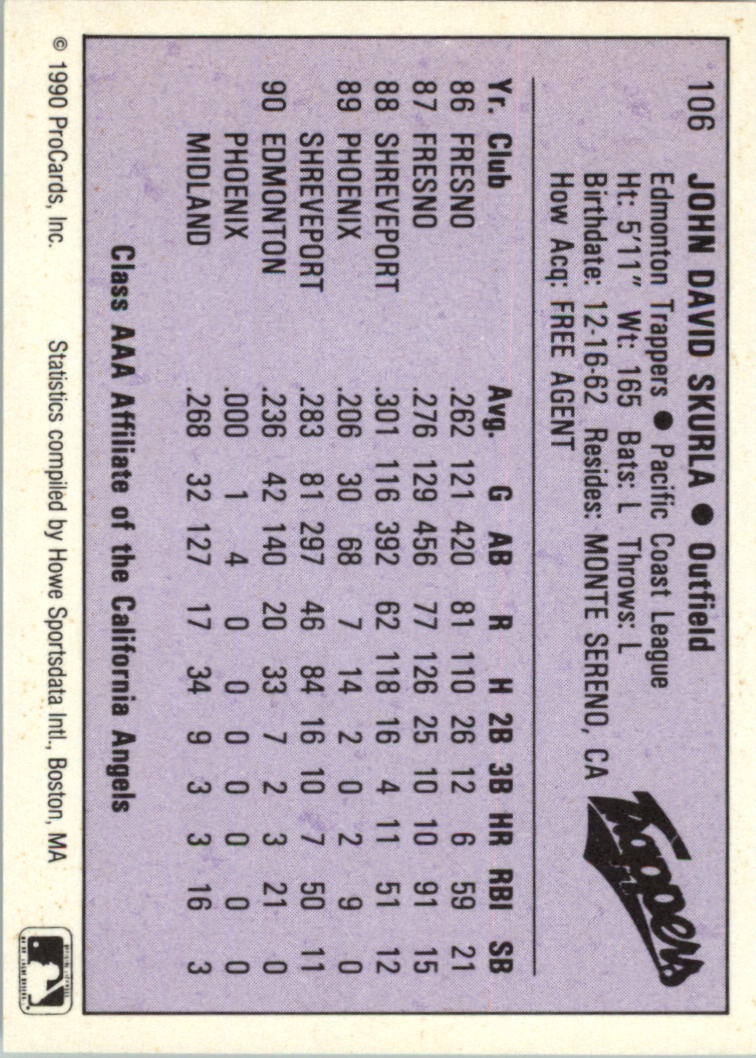 106 JOHN DAVID SKURLA ● Outfield
Edmonton Trappers ● Pacific Coast League
Ht: 5'11" Wt: 165 Bats: L Throws: L
Birthdate: 12-16-62 Resides: MONTE SERENO, CA
How Acq: FREE AGENT
Trappers
Yr. Club Avg. G AB R H 2B 3B HR RBI SB
86 FRESNO .262 121 420 81 110 26 12 6 59 21
87 FRESNO .276 129 456 77 126 25 10 10 91 15
88 SHREVEPORT .301 116 392 62 118 16 4 11 51 12
89 PHOENIX .206 30 68 7 14 2 0 2 9 0
SHREVEPORT .283 81 297 46 84 16 10 7 50 11
90 EDMONTON .236 42 140 20 33 7 2 3 21 0
PHOENIX .000 1 4 0 0 0 0 0 0 0
MIDLAND .268 32 127 17 34 9 3 3 16 3
Class AAA Affiliate of the California Angels
© 1990 ProCards, Inc. Statistics compiled by Howe Sportsdata Intl., Boston, MA